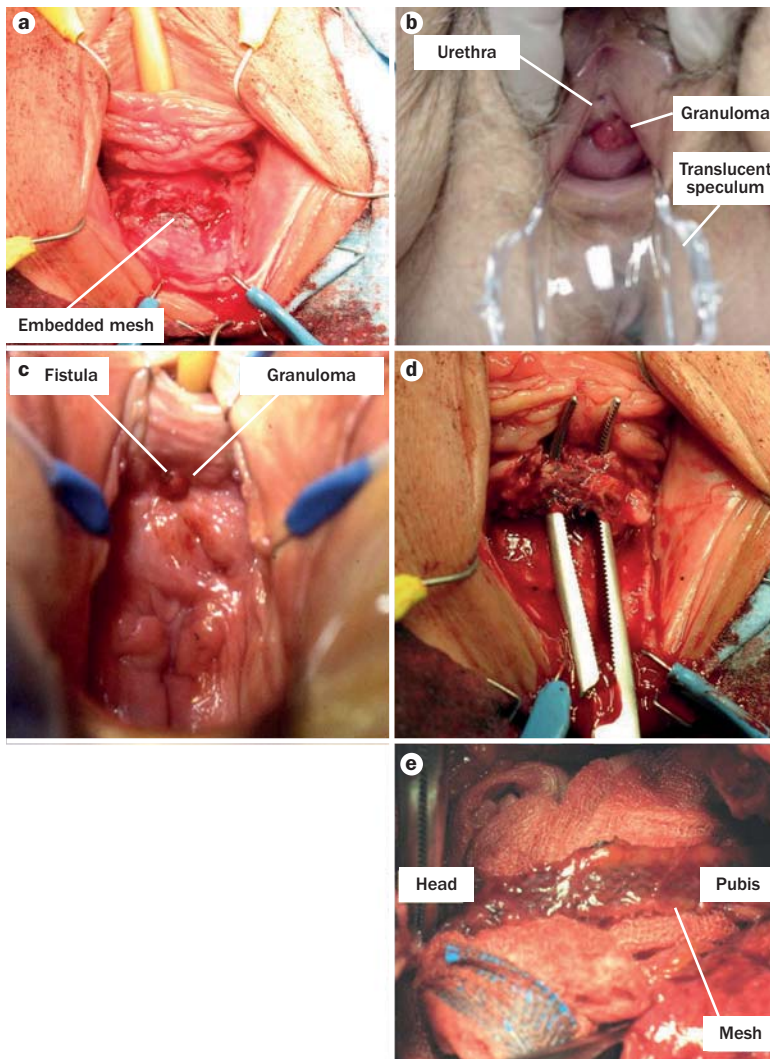 a
Embedded mesh
b
Urethra
Granuloma
Translucent
speculum
c
Fistula
Granuloma
d
e
Head
Pubis
Mesh